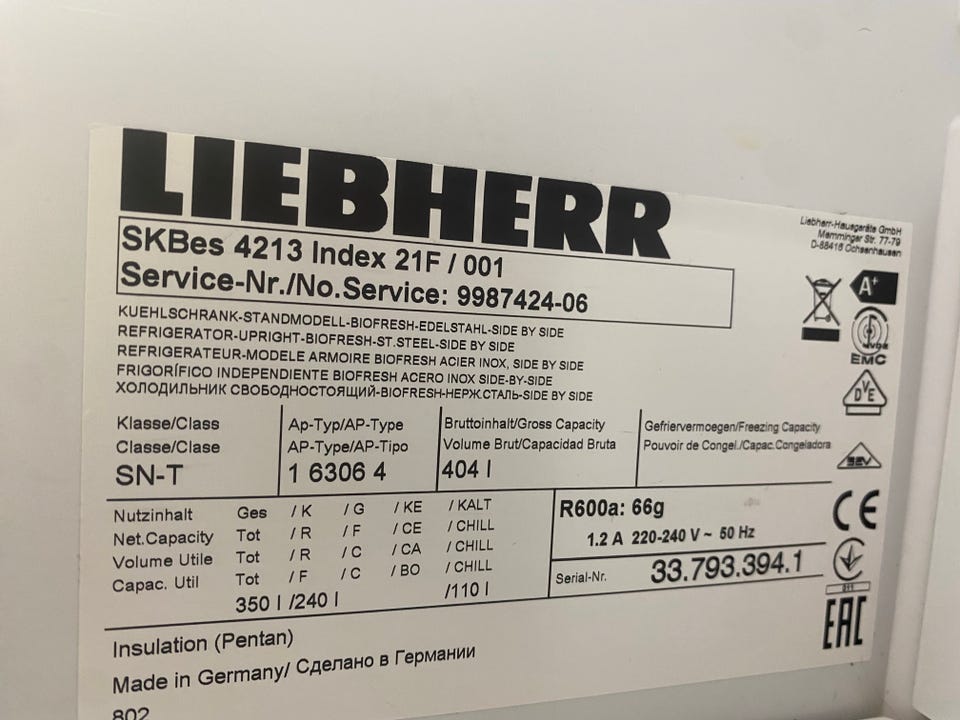 LIEBHERR
Liebherr-Hausgeräte GmbH
Memminger Str. 77-79
D-88416 Ochsenhausen
SKBes 4213 Index 21F / 001
Service-Nr./No.Service: 9987424-06
A+
VDE
EMC
KUEHLSCHRANK-STANDMODELL-BIOFRESH-EDELSTAHL-SIDE BY SIDE
REFRIGERATOR-UPRIGHT-BIOFRESH-ST.STEEL-SIDE BY SIDE
REFRIGERATEUR-MODELE ARMOIRE BIOFRESH ACIER INOX, SIDE BY SIDE
FRIGORÍFICO INDEPENDIENTE BIOFRESH ACERO INOX SIDE-BY-SIDE
ХОЛОДИЛЬНИК СВОБОДНОСТОЯЩИЙ-BIOFRESH-НЕРЖ.СТАЛЬ-SIDE BY SIDE
DVE
Klasse/Class Ap-Typ/AP-Type Bruttoinhalt/Gross Capacity Gefriervermoegen/Freezing Capacity
Classe/Clase AP-Type/AP-Tipo Volume Brut/Capacidad Bruta Pouvoir de Congel./Capac.Congeladora
SN-T 1 6306 4 404 l
SEV
Nutzinhalt Ges / K / G / KE / KALT R600a: 66g
Net.Capacity Tot / R / F / CE / CHILL 1.2 A 220-240 V ~ 50 Hz
Volume Utile Tot / R / C / CA / CHILL
Capac. Util Tot / F / C / BO / CHILL Serial-Nr. 33.793.394.1
350 l /240 l /110 l
CE
011
EAC
Insulation (Pentan)
Made in Germany/ Сделано в Германии
802